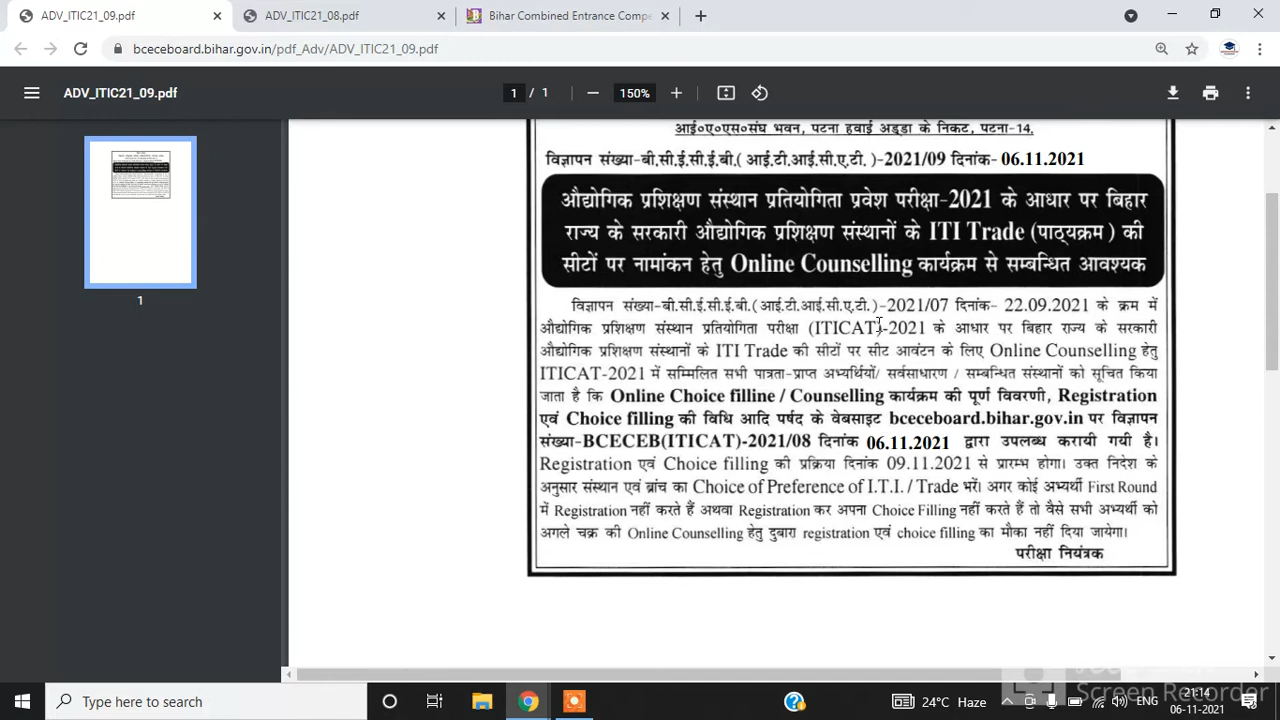 ADV_ITIC21_09.pdf
ADV_ITIC21_08.pdf
Bihar Combined Entrance Compe
bceceboard.bihar.gov.in/pdf_Adv/ADV_ITIC21_09.pdf
ADV_ITIC21_09.pdf
1 / 1
150%
आई०ए०एस०संघ भवन, पटना हवाई अड्डा के निकट, पटना-14.
विज्ञापन संख्या-बी.सी.ई.सी.ई.बी.( आई.टी.आई.सी.ए.टी. )-2021/09 दिनांक- 06.11.2021
औद्योगिक प्रशिक्षण संस्थान प्रतियोगिता प्रवेश परीक्षा-2021 के आधार पर बिहार
राज्य के सरकारी औद्योगिक प्रशिक्षण संस्थानों के ITI Trade (पाठ्यक्रम ) की
सीटों पर नामांकन हेतु Online Counselling कार्यक्रम से सम्बन्धित आवश्यक
विज्ञापन संख्या-बी.सी.ई.सी.ई.बी.( आई.टी.आई.सी.ए.टी. )-2021/07 दिनांक- 22.09.2021 के क्रम में
औद्योगिक प्रशिक्षण संस्थान प्रतियोगिता परीक्षा (ITICAT)-2021 के आधार पर बिहार राज्य के सरकारी
औद्योगिक प्रशिक्षण संस्थानों के ITI Trade की सीटों पर सीट आवंटन के लिए Online Counselling हेतु
ITICAT-2021 में सम्मिलित सभी पात्रता-प्राप्त अभ्यर्थियों/ सर्वसाधारण / सम्बन्धित संस्थानों को सूचित किया
जाता है कि Online Choice filline / Counselling कार्यक्रम की पूर्ण विवरणी, Registration
एवं Choice filling की विधि आदि पर्षद के वेबसाइट bceceboard.bihar.gov.in पर विज्ञापन
संख्या-BCECEB(ITICAT)-2021/08 दिनांक 06.11.2021 द्वारा उपलब्ध करायी गयी है।
Registration एवं Choice filling की प्रक्रिया दिनांक 09.11.2021 से प्रारम्भ होगा। उक्त निदेश के
अनुसार संस्थान एवं ब्रांच का Choice of Preference of I.T.I. / Trade भरें। अगर कोई अभ्यर्थी First Round
में Registration नहीं करते हैं अथवा Registration कर अपना Choice Filling नहीं करते हैं तो वैसे सभी अभ्यर्थी को
अगले चक्र की Online Counselling हेतु दुबारा registration एवं choice filling का मौका नहीं दिया जायेगा।
परीक्षा नियंत्रक
1
Screen Recorder
Type here to search
24°C Haze
ENG
21:14
06-11-2021